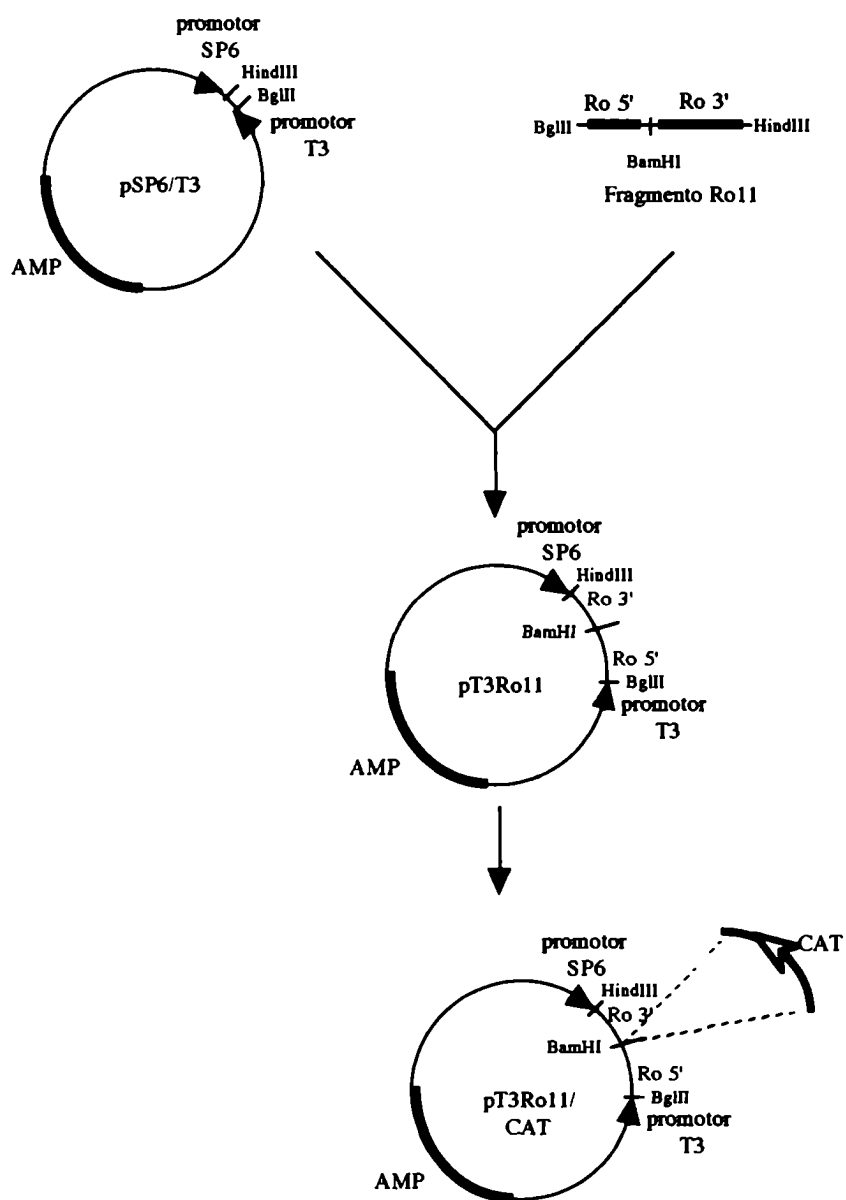 promotor
SP6
HindIII
BglII
promotor
T3
pSP6/T3
AMP
Ro 5' Ro 3'
BglII HindIII
BamHI
Fragmento Ro11
promotor
SP6
HindIII
Ro 3'
BamHI
Ro 5'
BglII
promotor
T3
pT3Ro11
AMP
CAT
promotor
SP6
HindIII
Ro 3'
BamHI
Ro 5'
BglII
promotor
T3
pT3Ro11/
CAT
AMP